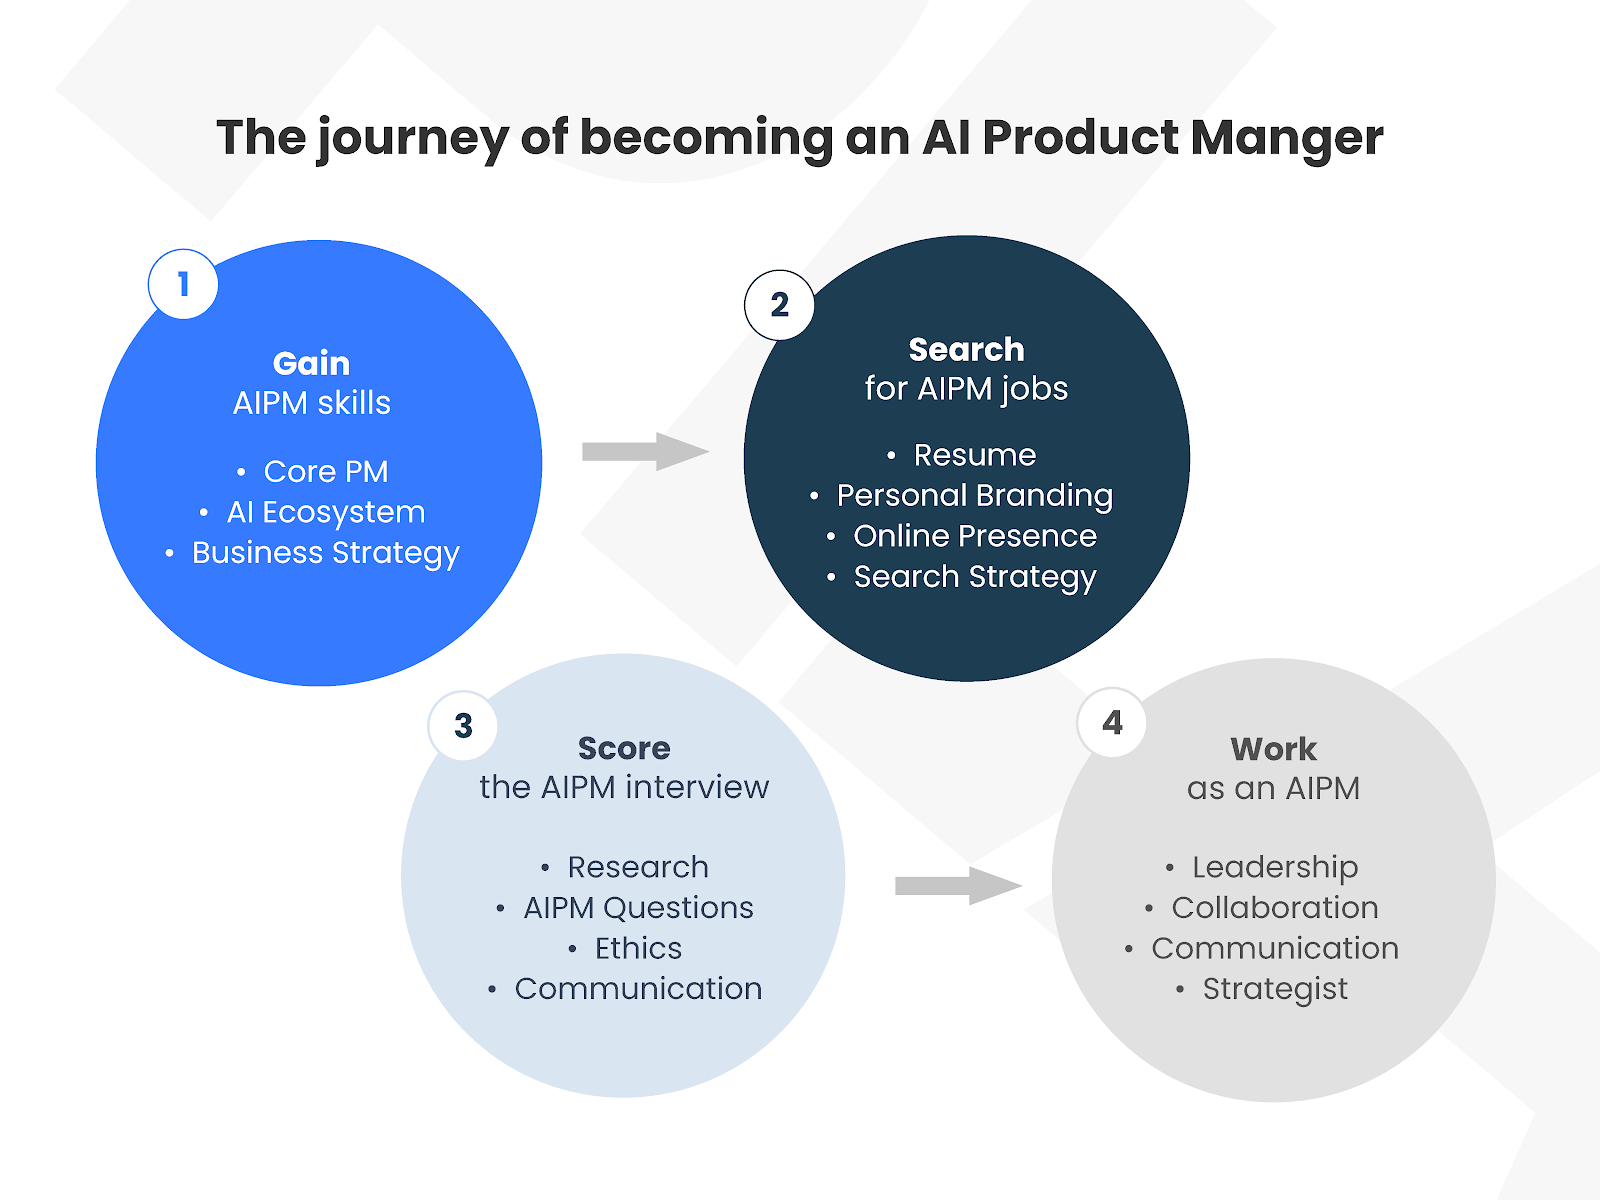 The journey of becoming an AI Product Manger
1
Gain
AIPM skills
• Core PM
• AI Ecosystem
• Business Strategy
2
Search
for AIPM jobs
• Resume
• Personal Branding
• Online Presence
• Search Strategy
3
Score
the AIPM interview
• Research
• AIPM Questions
• Ethics
• Communication
4
Work
as an AIPM
• Leadership
• Collaboration
• Communication
• Strategist